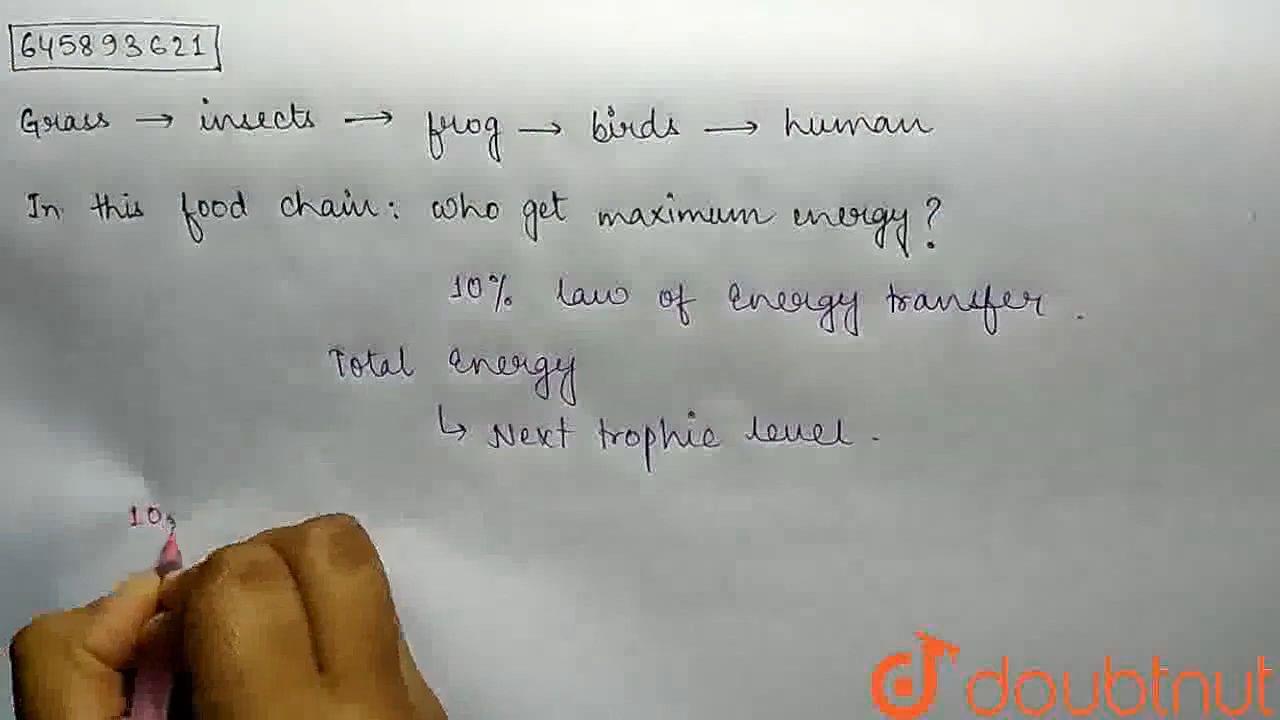 645893621
Grass → insects → frog → birds → human
In this food chain: who get maximum energy?
10% law of Energy transfer.
Total Energy
↳ Next trophic level.
10,
doubtnut